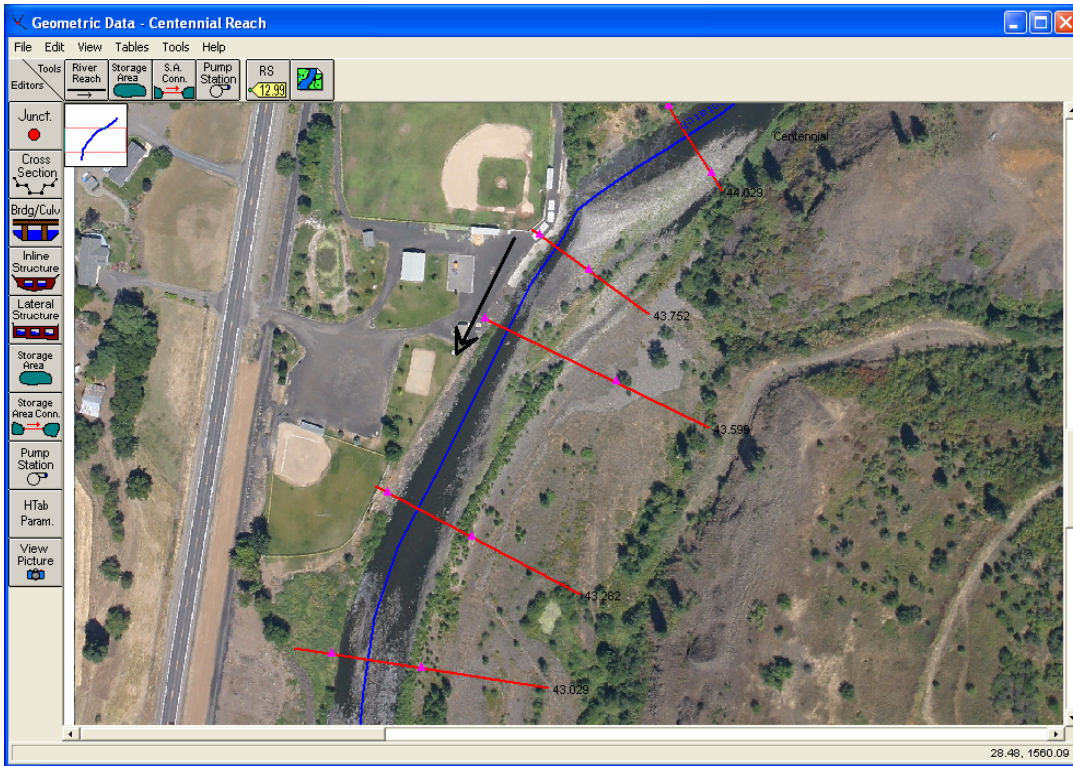 Geometric Data - Centennial Reach
File Edit View Tables Tools Help
Tools
Editors
River
Reach
Storage
Area
S.A.
Conn.
Pump
Station
RS
12.99
Junct.
Cross
Section
Brdg/Culv
Inline
Structure
Lateral
Structure
Storage
Area
Storage
Area Conn.
Pump
Station
HTab
Param.
View
Picture
Centennial
44.029
43.752
43.599
43.282
43.029
28.48, 1560.09